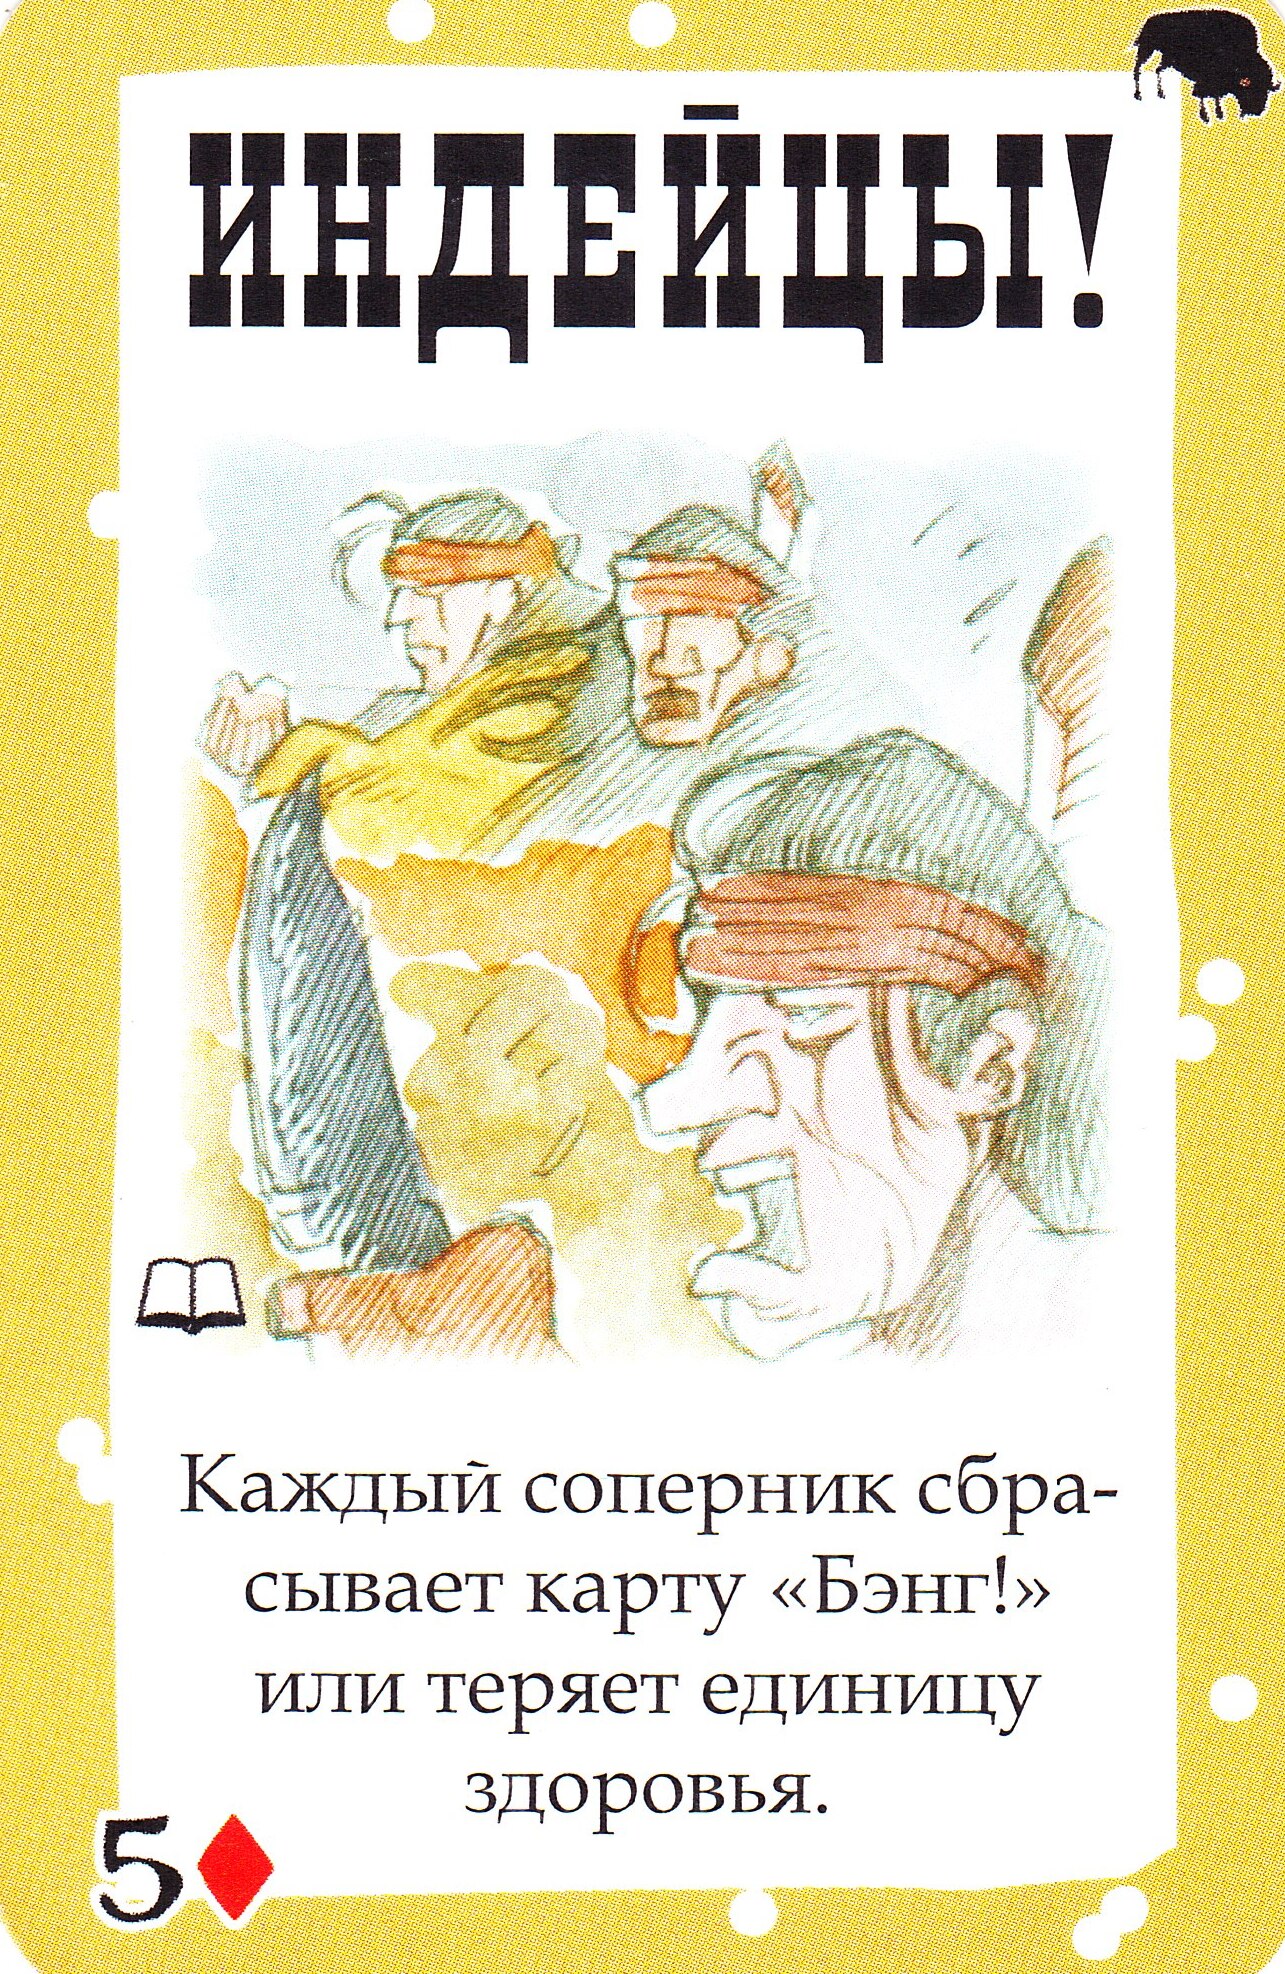 ИНДЕЙЦЫ!
Каждый соперник сбра-
сывает карту «Бэнг!»
или теряет единицу
здоровья.
5♦